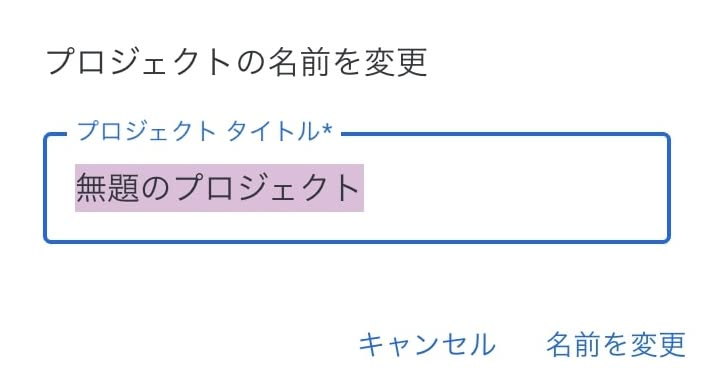 プロジェクトの名前を変更
プロジェクト タイトル*
無題のプロジェクト
キャンセル 名前を変更